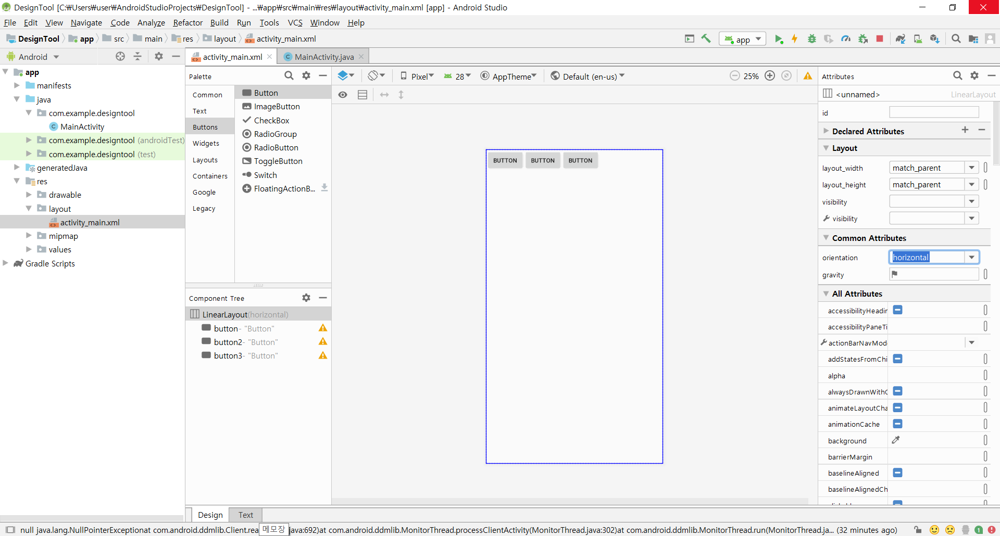 DesignTool [C:₩Users₩user₩AndroidStudioProjects₩DesignTool] - ...₩app₩src₩main₩res₩layout₩activity_main.xml [app] - Android Studio
File Edit View Navigate Code Analyze Refactor Build Run Tools VCS Window Help
DesignTool app src main res layout activity_main.xml
app
Android
activity_main.xml
MainActivity.java
app
manifests
java
com.example.designtool
MainActivity
com.example.designtool (androidTest)
com.example.designtool (test)
generatedJava
res
drawable
layout
activity_main.xml
mipmap
values
Gradle Scripts
Palette
Common
Text
Buttons
Widgets
Layouts
Containers
Google
Legacy
Button
ImageButton
CheckBox
RadioGroup
RadioButton
ToggleButton
Switch
FloatingActionB...
Component Tree
LinearLayout(horizontal)
button- "Button"
button2- "Button"
button3- "Button"
Pixel 28 AppTheme Default (en-us) 25%
BUTTON BUTTON BUTTON
Attributes
<unnamed> LinearLayout
id
Declared Attributes
Layout
layout_width match_parent
layout_height match_parent
visibility
visibility
Common Attributes
orientation horizontal
gravity
All Attributes
accessibilityHeadin
accessibilityPaneTi
actionBarNavMod
addStatesFromChi
alpha
alwaysDrawnWithC
animateLayoutCha
animationCache
background
barrierMargin
baselineAligned
baselineAlignedCh
Design Text
null java.lang.NullPointerExceptionat com.android.ddmlib.Client.rea 메모장 java:692)at com.android.ddmlib.MonitorThread.processClientActivity(MonitorThread.java:302)at com.android.ddmlib.MonitorThread.run(MonitorThread.ja... (32 minutes ago) 1